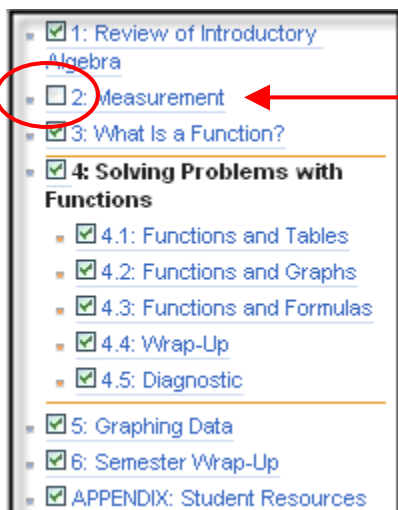 1: Review of Introductory
Algebra
2: Measurement
3: What Is a Function?
4: Solving Problems with
Functions
4.1: Functions and Tables
4.2: Functions and Graphs
4.3: Functions and Formulas
4.4: Wrap-Up
4.5: Diagnostic
5: Graphing Data
6: Semester Wrap-Up
APPENDIX: Student Resources